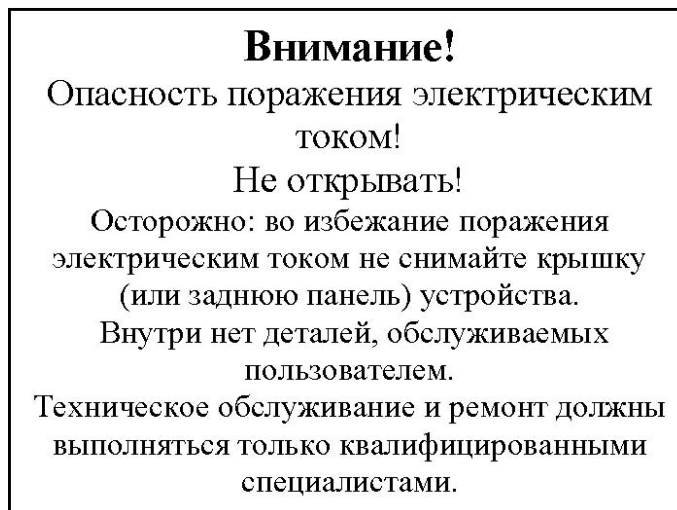 Внимание!
Опасность поражения электрическим
током!
Не открывать!
Осторожно: во избежание поражения
электрическим током не снимайте крышку
(или заднюю панель) устройства.
Внутри нет деталей, обслуживаемых
пользователем.
Техническое обслуживание и ремонт должны
выполняться только квалифицированными
специалистами.